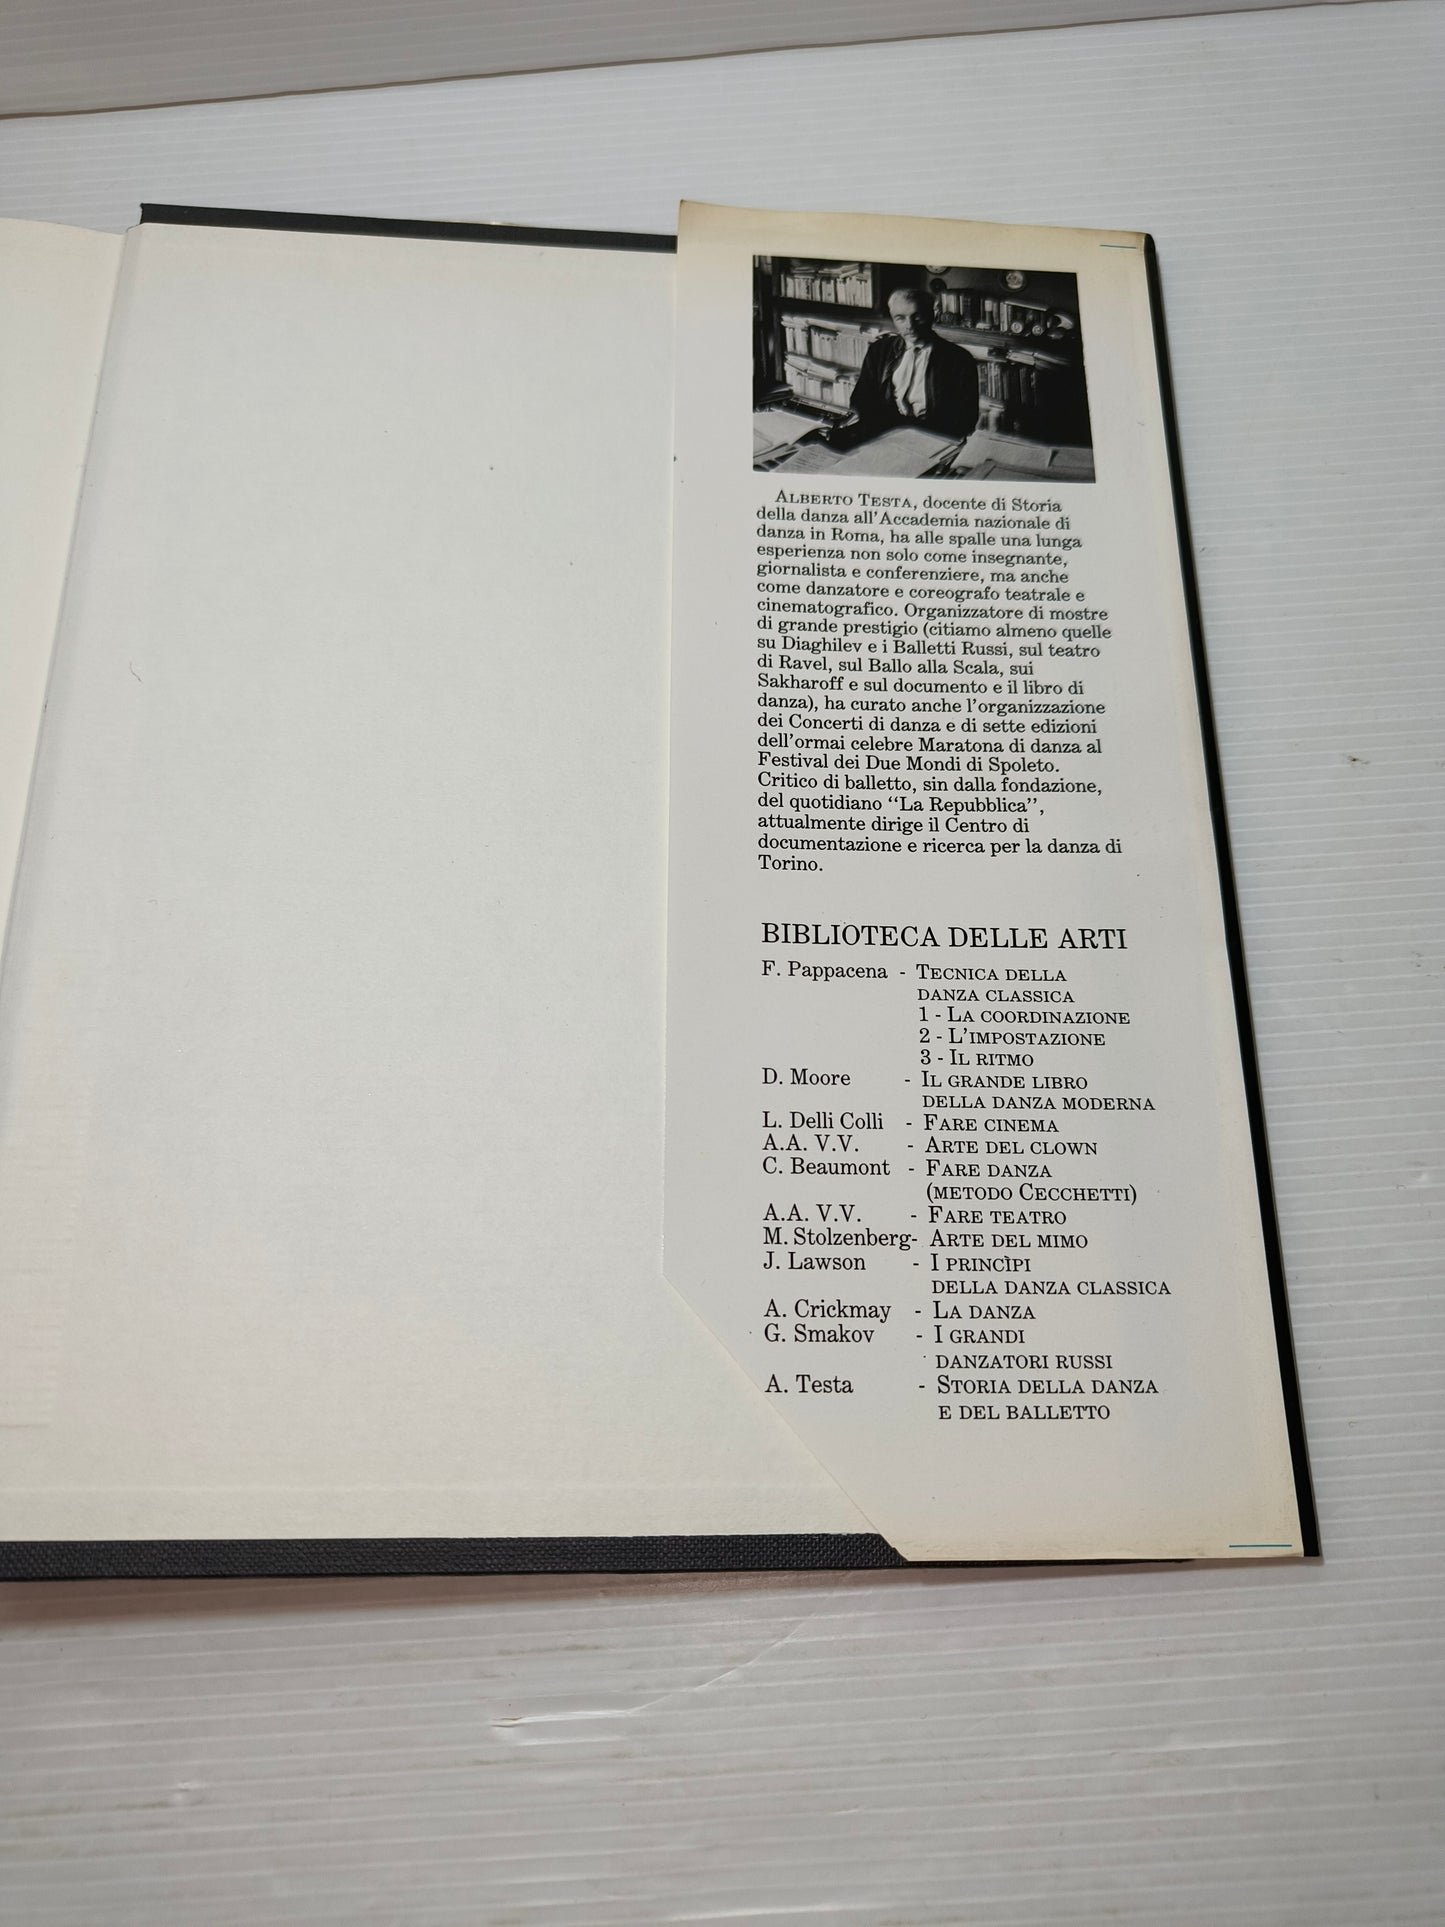 ALBERTO TESTA, docente di Storia
della danza all'Accademia nazionale di
danza in Roma, ha alle spalle una lunga
esperienza non solo come insegnante,
giornalista e conferenziere, ma anche
come danzatore e coreografo teatrale e
cinematografico. Organizzatore di mostre
di grande prestigio (citiamo almeno quelle
su Diaghilev e i Balletti Russi, sul teatro
di Ravel, sul Ballo alla Scala, sui
Sakharoff e sul documento e il libro di
danza), ha curato anche l'organizzazione
dei Concerti di danza e di sette edizioni
dell'ormai celebre Maratona di danza al
Festival dei Due Mondi di Spoleto.
Critico di balletto, sin dalla fondazione,
del quotidiano “La Repubblica”,
attualmente dirige il Centro di
documentazione e ricerca per la danza di
Torino.
BIBLIOTECA DELLE ARTI
F. Pappacena - TECNICA DELLA
DANZA CLASSICA
1 - LA COORDINAZIONE
2 - L'IMPOSTAZIONE
3 - IL RITMO
D. Moore - IL GRANDE LIBRO
DELLA DANZA MODERNA
L. Delli Colli - FARE CINEMA
A.A. V.V. - ARTE DEL CLOWN
C. Beaumont - FARE DANZA
(METODO CECCHETTI)
A.A. V.V. - FARE TEATRO
M. Stolzenberg- ARTE DEL MIMO
J. Lawson - I PRINCÌPI
DELLA DANZA CLASSICA
A. Crickmay - LA DANZA
G. Smakov - I GRANDI
DANZATORI RUSSI
A. Testa - STORIA DELLA DANZA
E DEL BALLETTO